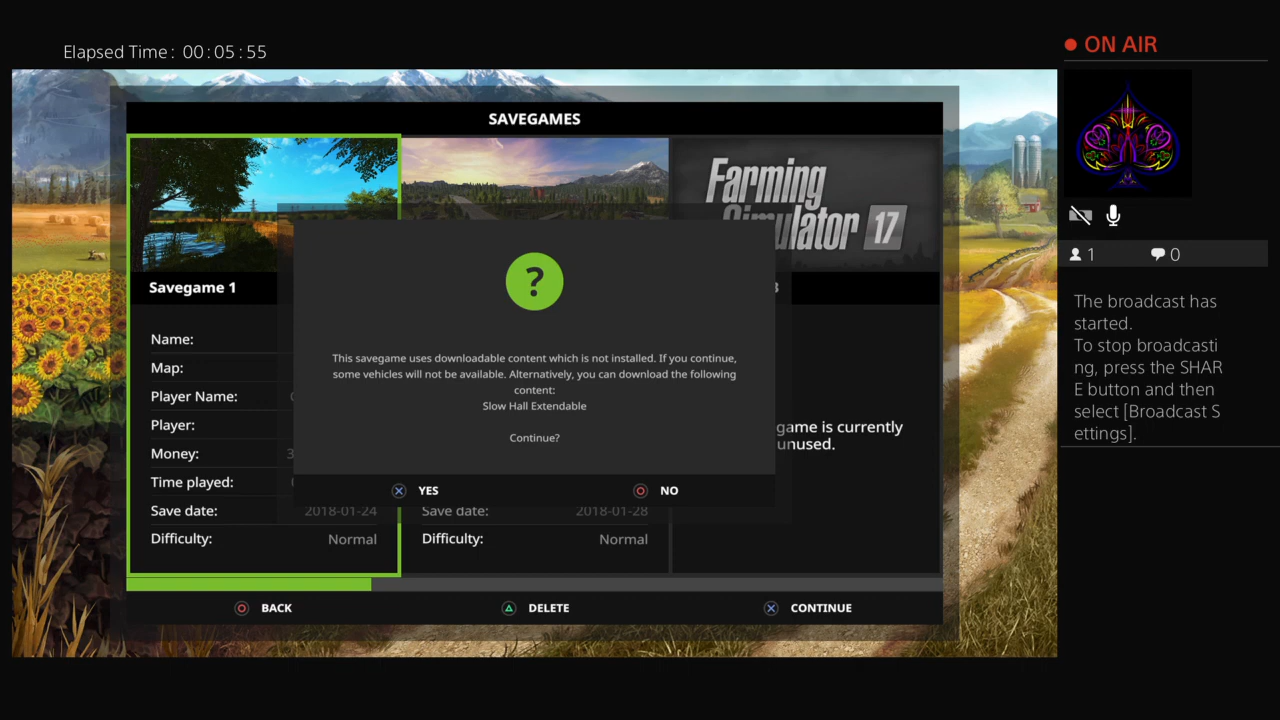 Elapsed Time: 00:05:55
ON AIR
SAVEGAMES
Farming
Simulator 17
Savegame 1
3
Name:
Map:
Player Name:
Player:
Money:
3
Time played:
Save date: 2018-01-24
Difficulty: Normal
Save date: 2018-01-28
Difficulty: Normal
game is currently
unused.
?
This savegame uses downloadable content which is not installed. If you continue,
some vehicles will not be available. Alternatively, you can download the following
content:
Slow Hall Extendable
Continue?
YES
NO
BACK
DELETE
CONTINUE
1
0
The broadcast has
started.
To stop broadcasti
ng, press the SHAR
E button and then
select [Broadcast S
ettings].